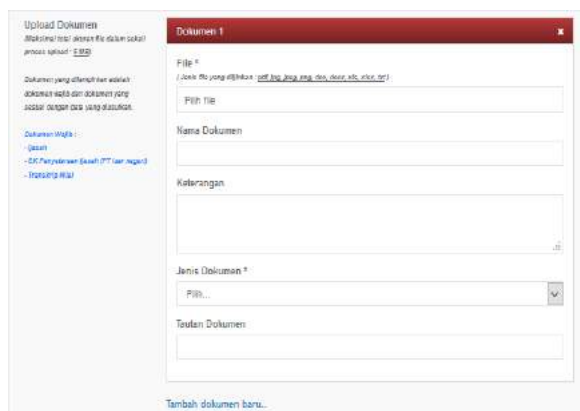 Upload Dokumen
(Maksimal total ukuran file dalam sekali
proses upload : 5 MB)
Dokumen yang ditampilkan adalah
dokumen wajib dan dokumen yang
sesuai dengan data yang diusulkan.
Dokumen Wajib :
- Ijazah
- SK Penyetaraan Ijazah (PT luar negeri)
- Transkrip Nilai
Dokumen 1
x
File *
( Jenis file yang diijinkan : pdf, jpg, jpeg, png, doc, docx, xls, xlsx, txt )
Pilih file
Nama Dokumen
Keterangan
Jenis Dokumen *
Pilih...
Tautan Dokumen
Tambah dokumen baru...